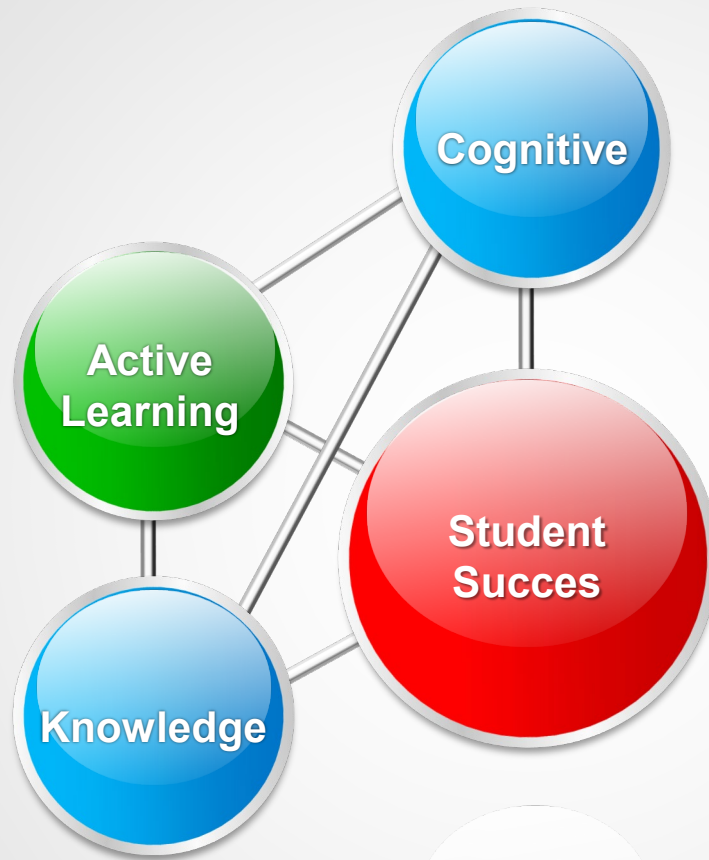 Cognitive
Active
Learning
Student
Succes
Knowledge